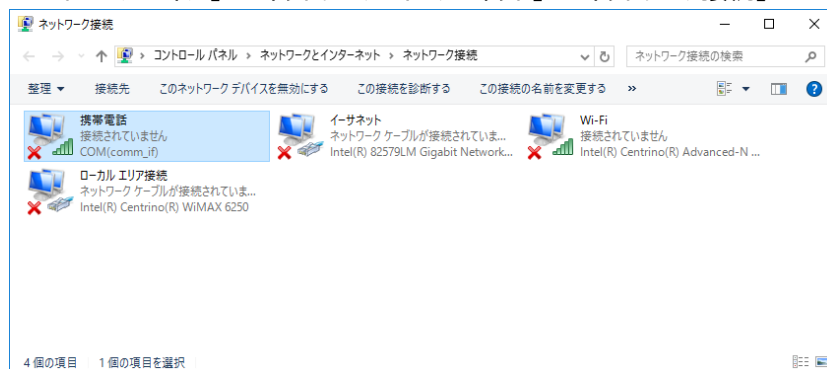 ネットワーク接続
コントロール パネル › ネットワークとインターネット › ネットワーク接続
ネットワーク接続の検索
整理 接続先 このネットワーク デバイスを無効にする この接続を診断する この接続の名前を変更する »
携帯電話
接続されていません
COM(comm_if)
イーサネット
ネットワーク ケーブルが接続されていま...
Intel(R) 82579LM Gigabit Network...
Wi-Fi
接続されていません
Intel(R) Centrino(R) Advanced-N ...
ローカル エリア接続
ネットワーク ケーブルが接続されていま...
Intel(R) Centrino(R) WiMAX 6250
4 個の項目 1 個の項目を選択